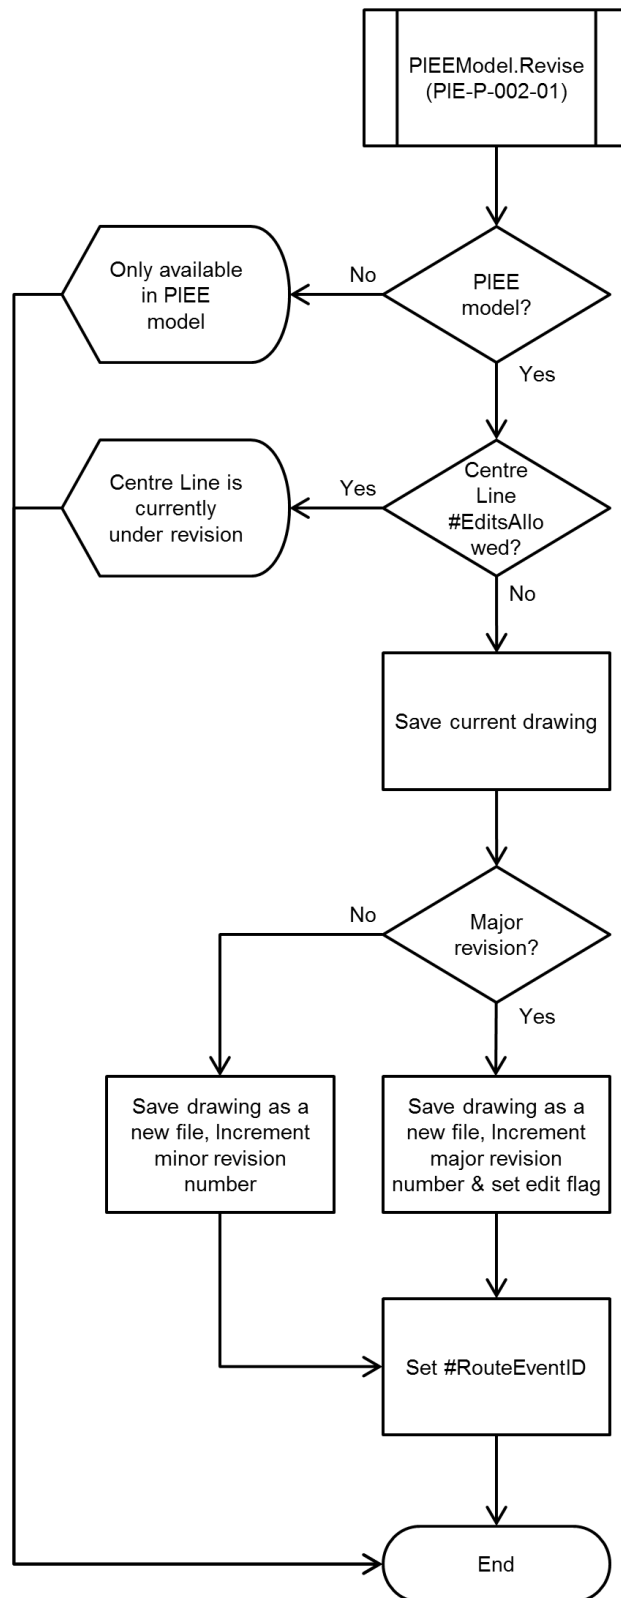 PIEEModel.Revise
(PIE-P-002-01)
Only available
in PIEE
model
No
PIEE
model?
Yes
Centre Line is
currently
under revision
Yes
Centre
Line
#EditsAllo
wed?
No
Save current drawing
No
Major
revision?
Yes
Save drawing as a
new file, Increment
minor revision
number
Save drawing as a
new file, Increment
major revision
number & set edit flag
Set #RouteEventID
End